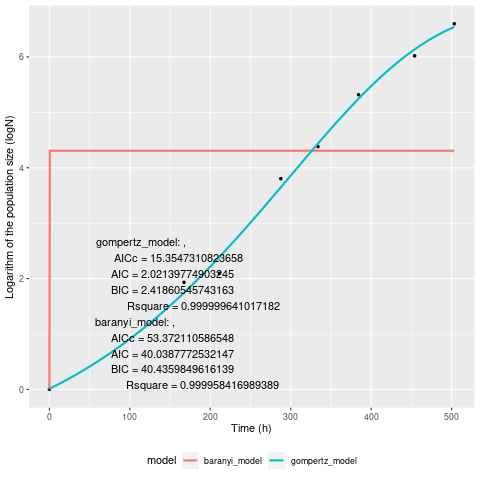 Logarithm of the population size (logN)
6
4
2
0
gompertz_model: ,
AICc = 15.3547310823658
AIC = 2.02139774903245
BIC = 2.41860545743163
Rsquare = 0.999999641017182
baranyi_model: ,
AICc = 53.372110586548
AIC = 40.0387772532147
BIC = 40.4359849616139
Rsquare = 0.999958416989389
0 100 200 300 400 500
Time (h)
model baranyi_model gompertz_model